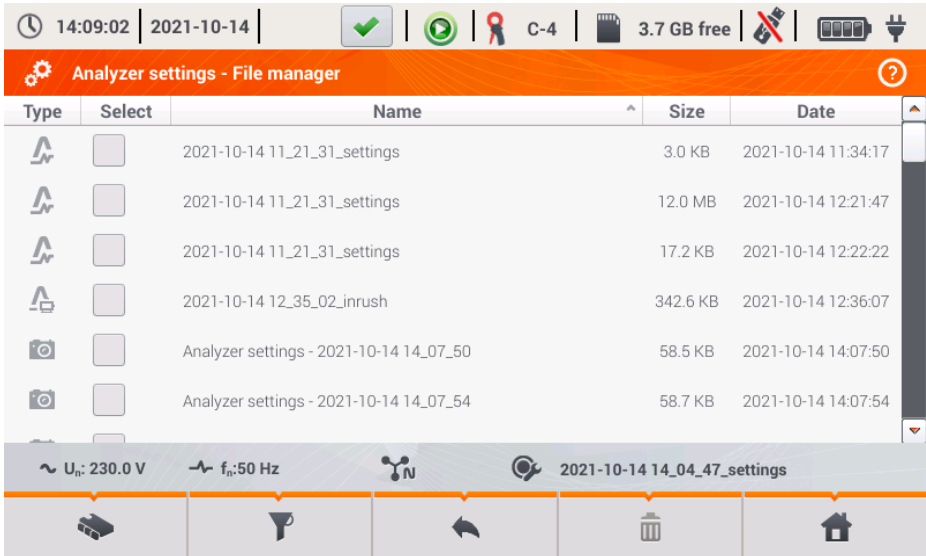 14:09:02 2021-10-14 C-4 3.7 GB free
Analyzer settings - File manager ?
Type Select Name Size Date
2021-10-14 11_21_31_settings 3.0 KB 2021-10-14 11:34:17
2021-10-14 11_21_31_settings 12.0 MB 2021-10-14 12:21:47
2021-10-14 11_21_31_settings 17.2 KB 2021-10-14 12:22:22
2021-10-14 12_35_02_inrush 342.6 KB 2021-10-14 12:36:07
Analyzer settings - 2021-10-14 14_07_50 58.5 KB 2021-10-14 14:07:50
Analyzer settings - 2021-10-14 14_07_54 58.7 KB 2021-10-14 14:07:54
Uₙ: 230.0 V fₙ:50 Hz N 2021-10-14 14_04_47_settings